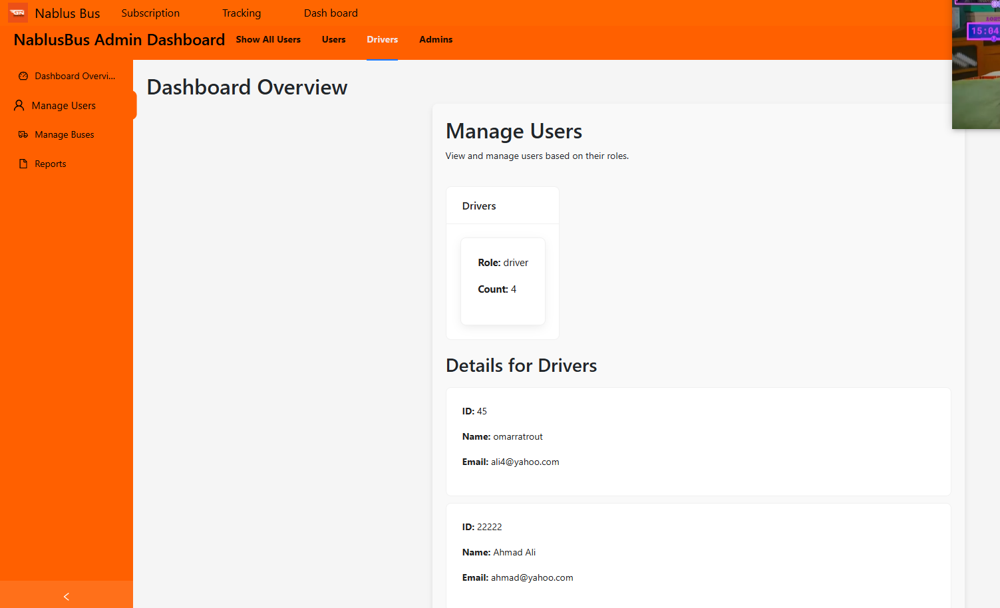 GN Nablus Bus Subscription Tracking Dash board
NablusBus Admin Dashboard Show All Users Users Drivers Admins
Dashboard Overvi...
Manage Users
Manage Buses
Reports
Dashboard Overview
Manage Users
View and manage users based on their roles.
Drivers
Role: driver
Count: 4
Details for Drivers
ID: 45
Name: omarratrout
Email: ali4@yahoo.com
ID: 22222
Name: Ahmad Ali
Email: ahmad@yahoo.com
15:04